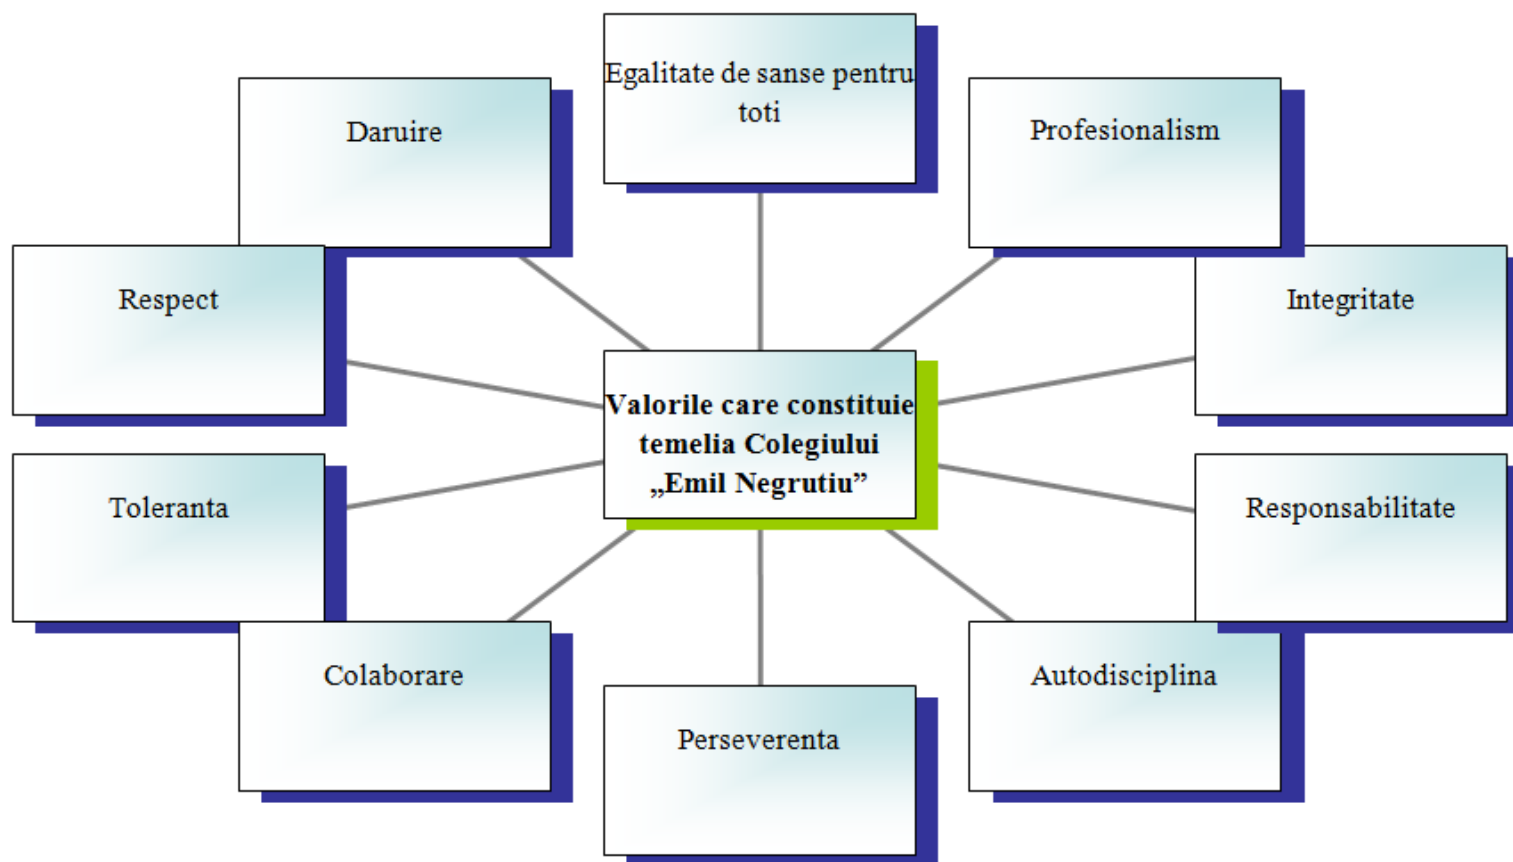 Egalitate de sanse pentru
toti
Daruire
Profesionalism
Respect
Integritate
Valorile care constituie
temelia Colegiului
„Emil Negrutiu”
Toleranta
Responsabilitate
Colaborare
Autodisciplina
Perseverenta